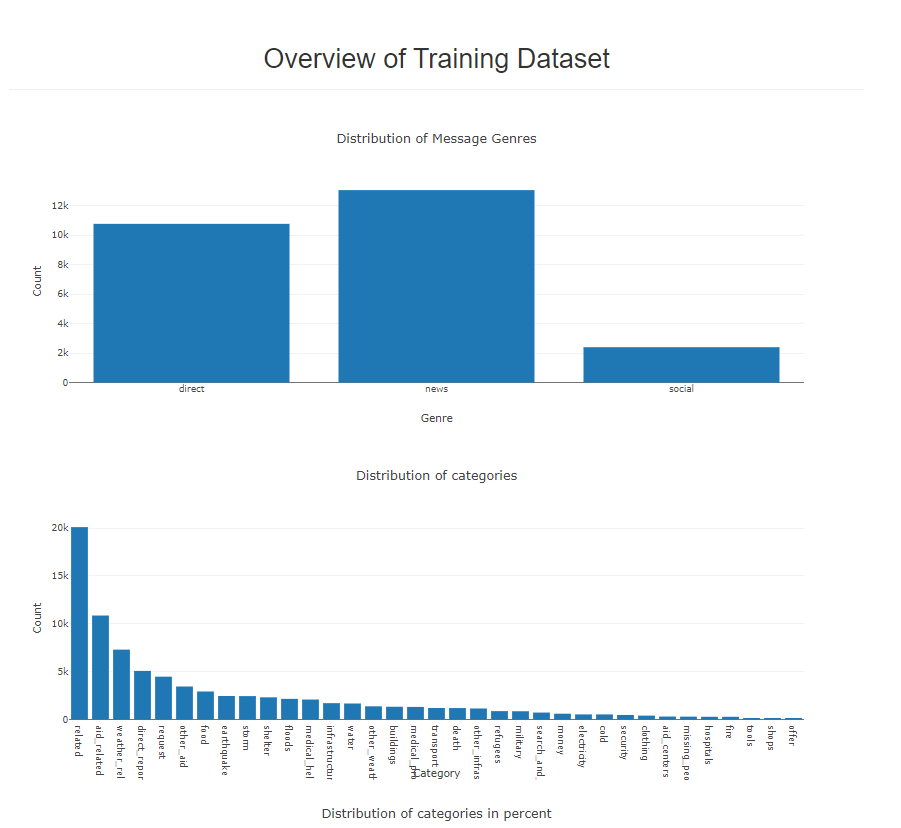 Overview of Training Dataset
Distribution of Message Genres
12k
10k
8k
6k
4k
2k
0
Count
direct news social
Genre
Distribution of categories
20k
15k
10k
5k
0
Count
related
aid_related
weather_rel
direct_repor
request
other_aid
food
earthquake
storm
shelter
floods
medical_hel
infrastructur
water
other_weath
buildings
medical_pro
transport
death
other_infras
refugees
military
search_and_
money
electricity
cold
security
clothing
aid_centers
missing_peo
hospitals
fire
tools
shops
offer
Category
Distribution of categories in percent